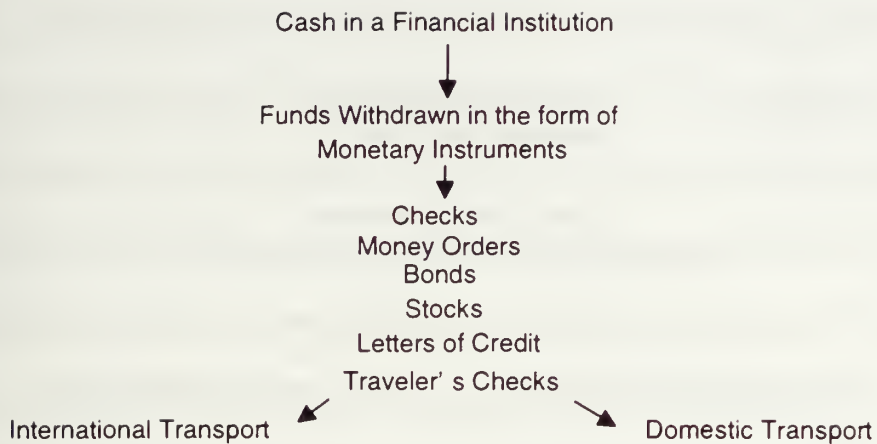 Cash in a Financial Institution
Funds Withdrawn in the form of
Monetary Instruments
Checks
Money Orders
Bonds
Stocks
Letters of Credit
Traveler' s Checks
International Transport
Domestic Transport